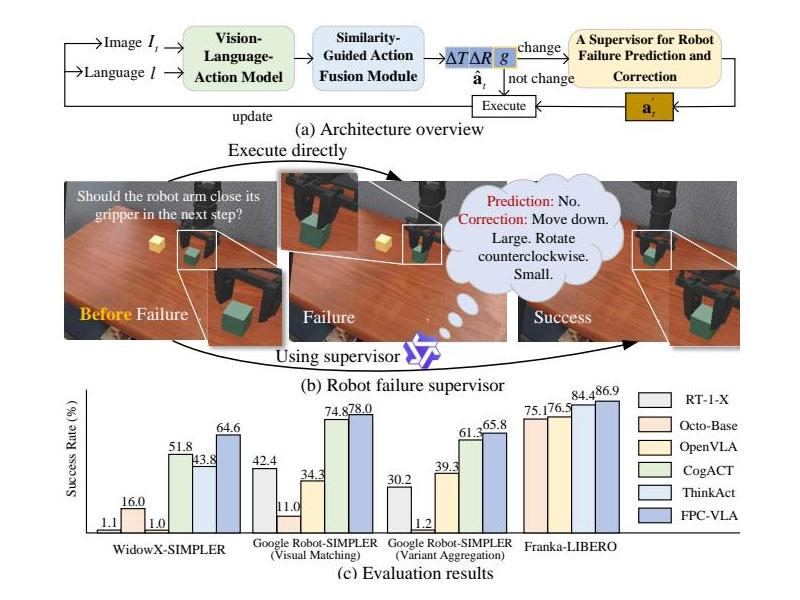 Image I_t
Language l
Vision-
Language-
Action Model
Similarity-
Guided Action
Fusion Module
ΔT ΔR g
â_t
change
not change
A Supervisor for Robot
Failure Prediction and
Correction
Execute
a'_t
update
(a) Architecture overview
Execute directly
Should the robot arm close its
gripper in the next step?
Before Failure
Failure
Prediction: No.
Correction: Move down.
Large. Rotate
counterclockwise.
Small.
Success
Using supervisor
(b) Robot failure supervisor
Success Rate (%)
1.1 16.0 1.0 51.8 43.8 64.6
42.4 11.0 34.3 74.8 78.0
30.2 1.2 39.3 61.3 65.8
75.1 76.5 84.4 86.9
RT-1-X
Octo-Base
OpenVLA
CogACT
ThinkAct
FPC-VLA
WidowX-SIMPLER
Google Robot-SIMPLER
(Visual Matching)
Google Robot-SIMPLER
(Variant Aggregation)
Franka-LIBERO
(c) Evaluation results